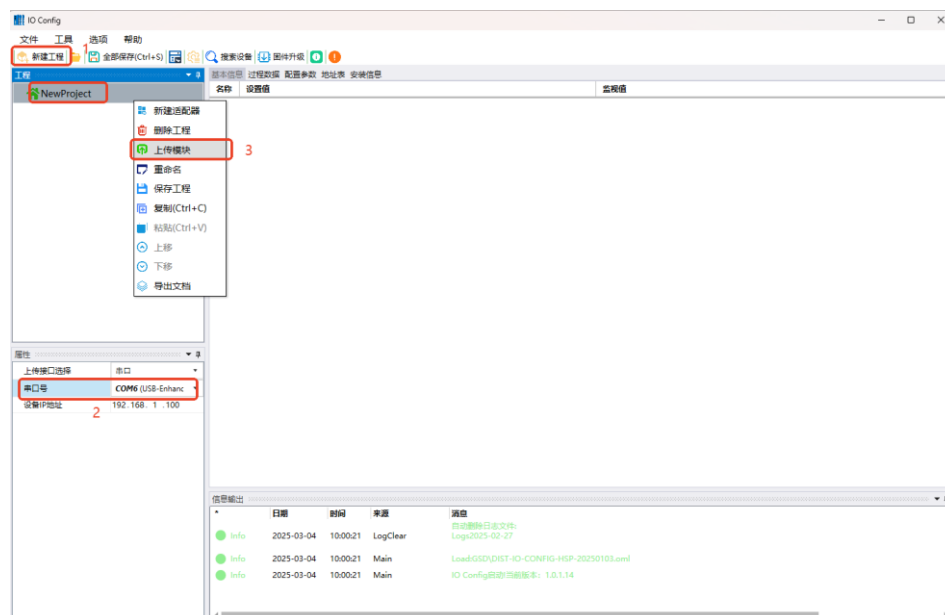 IO Config
文件 工具 选项 帮助
新建工程 1 全部保存(Ctrl+S) 搜索设备 固件升级
工程
基本信息 过程数据 配置参数 地址表 安装信息
名称 设置值 监视值
NewProject
新建适配器
删除工程
上传模块 3
重命名
保存工程
复制(Ctrl+C)
粘贴(Ctrl+V)
上移
下移
导出文档
属性
上传接口选择 串口
串口号 COM6 (USB-Enhanc
设备IP地址 192.168. 1 .100
2
信息输出
日期 时间 来源 消息
自动删除日志文件:
Info 2025-03-04 10:00:21 LogClear Logs2025-02-27
Info 2025-03-04 10:00:21 Main Load:GSD\DIST-IO-CONFIG-HSP-20250103.xml
Info 2025-03-04 10:00:21 Main IO Config启动!当前版本：1.0.1.14